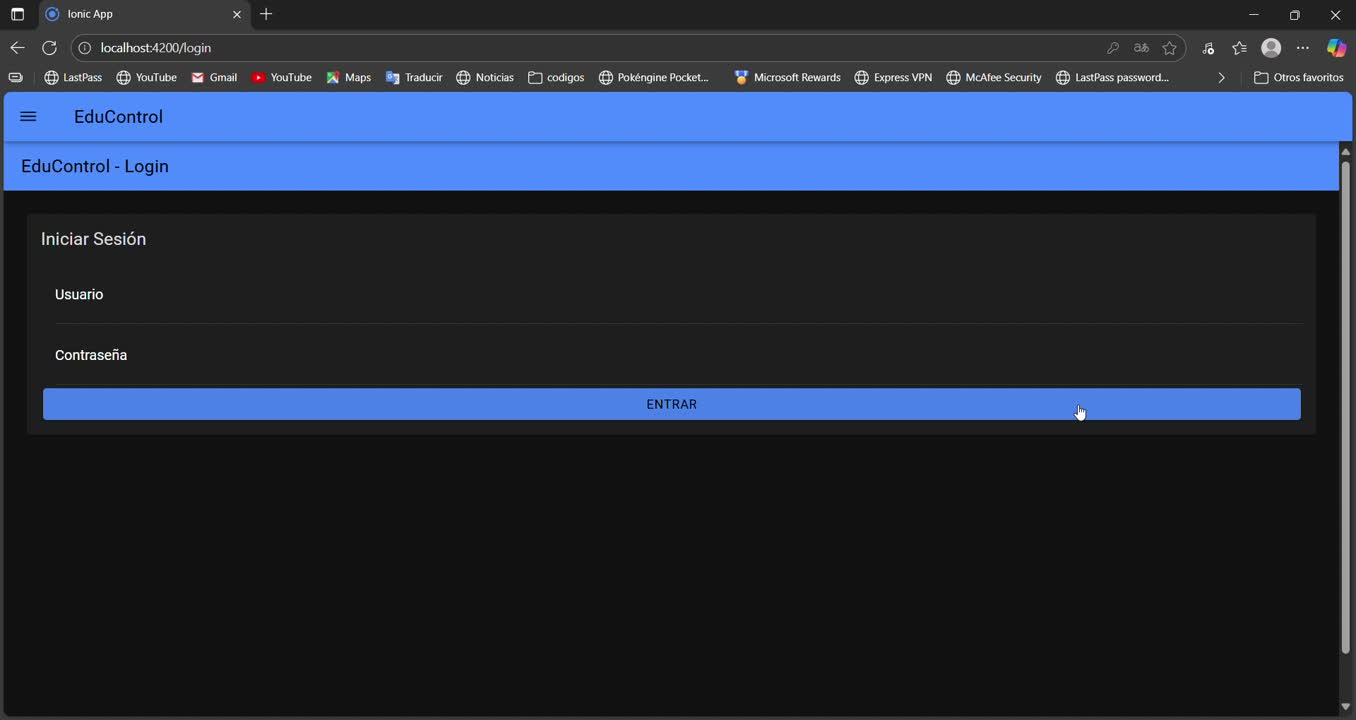 Ionic App
localhost:4200/login
LastPass YouTube Gmail YouTube Maps Traducir Noticias codigos Pokéngine Pocket... Microsoft Rewards Express VPN McAfee Security LastPass password... Otros favoritos
EduControl
EduControl - Login
Iniciar Sesión
Usuario
Contraseña
ENTRAR